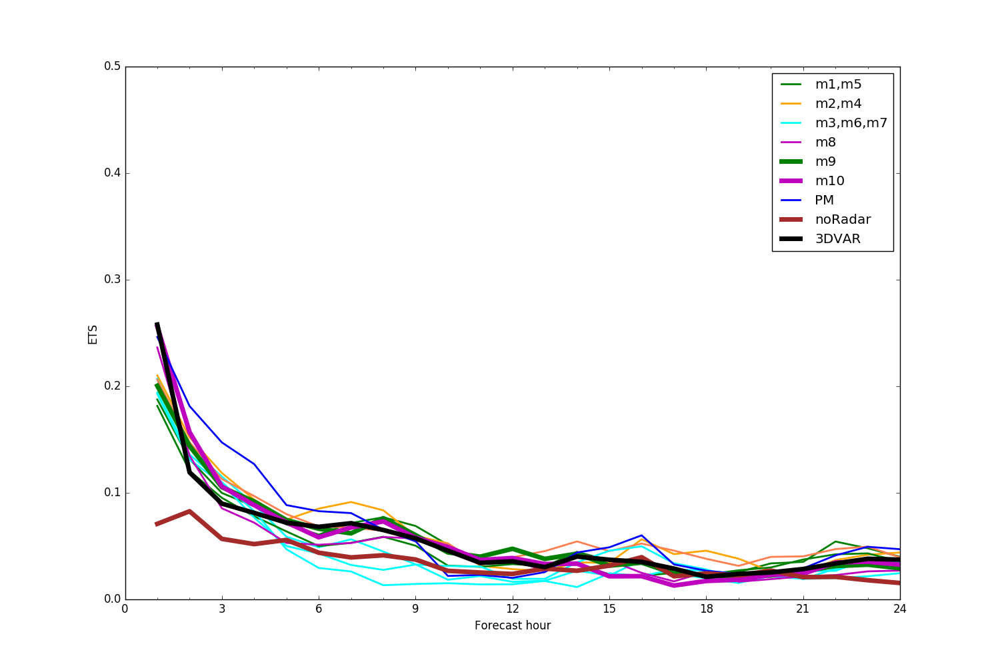 0.5
0.4
0.3
0.2
0.1
0.0
ETS
0 3 6 9 12 15 18 21 24
Forecast hour
m1,m5
m2,m4
m3,m6,m7
m8
m9
m10
PM
noRadar
3DVAR